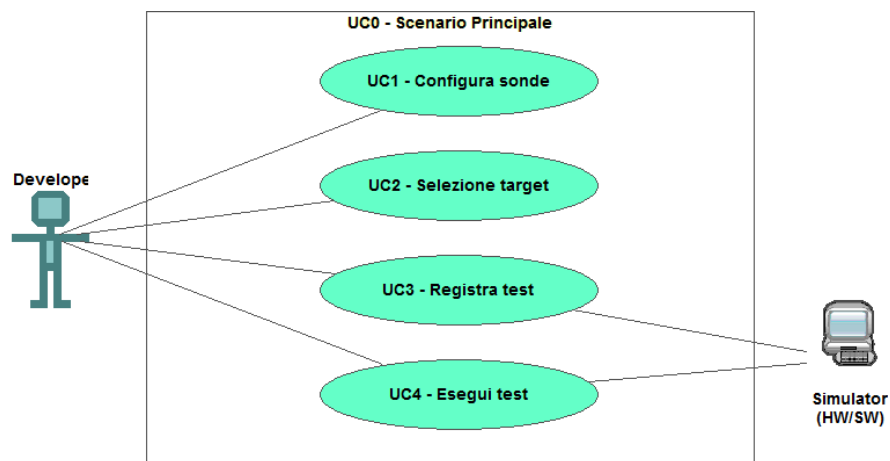 UC0 - Scenario Principale
UC1 - Configura sonde
Develope
UC2 - Selezione target
UC3 - Registra test
UC4 - Esegui test
Simulator
(HW/SW)